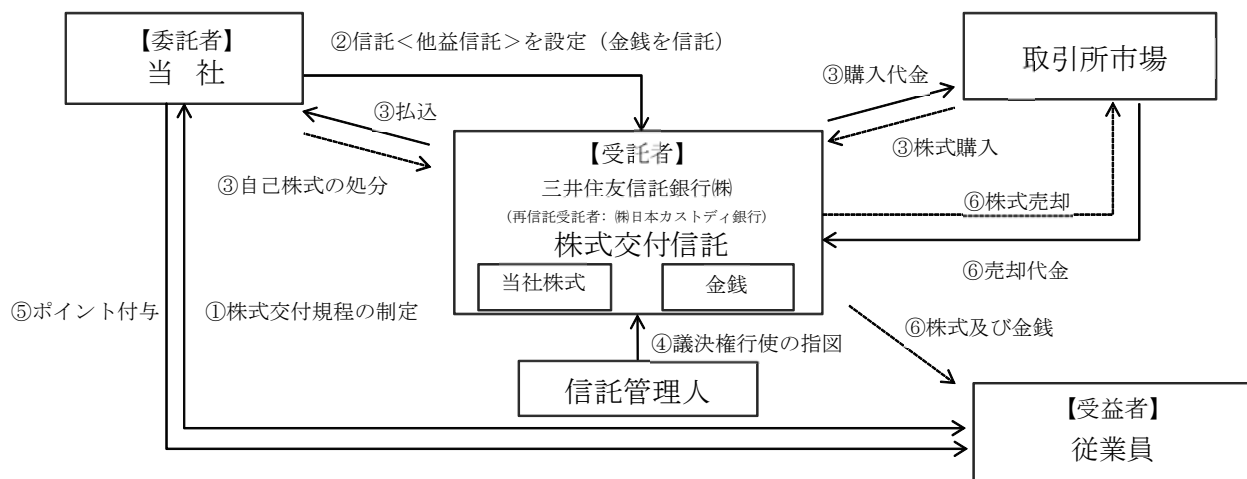 【委託者】
当 社
②信託<他益信託>を設定（金銭を信託）
取引所市場
③購入代金
③払込
③株式購入
【受託者】
三井住友信託銀行㈱
（再信託受託者：㈱日本カストディ銀行）
株式交付信託
③自己株式の処分
⑥株式売却
当社株式
金銭
⑥売却代金
⑤ポイント付与
①株式交付規程の制定
⑥株式及び金銭
④議決権行使の指図
信託管理人
【受益者】
従業員